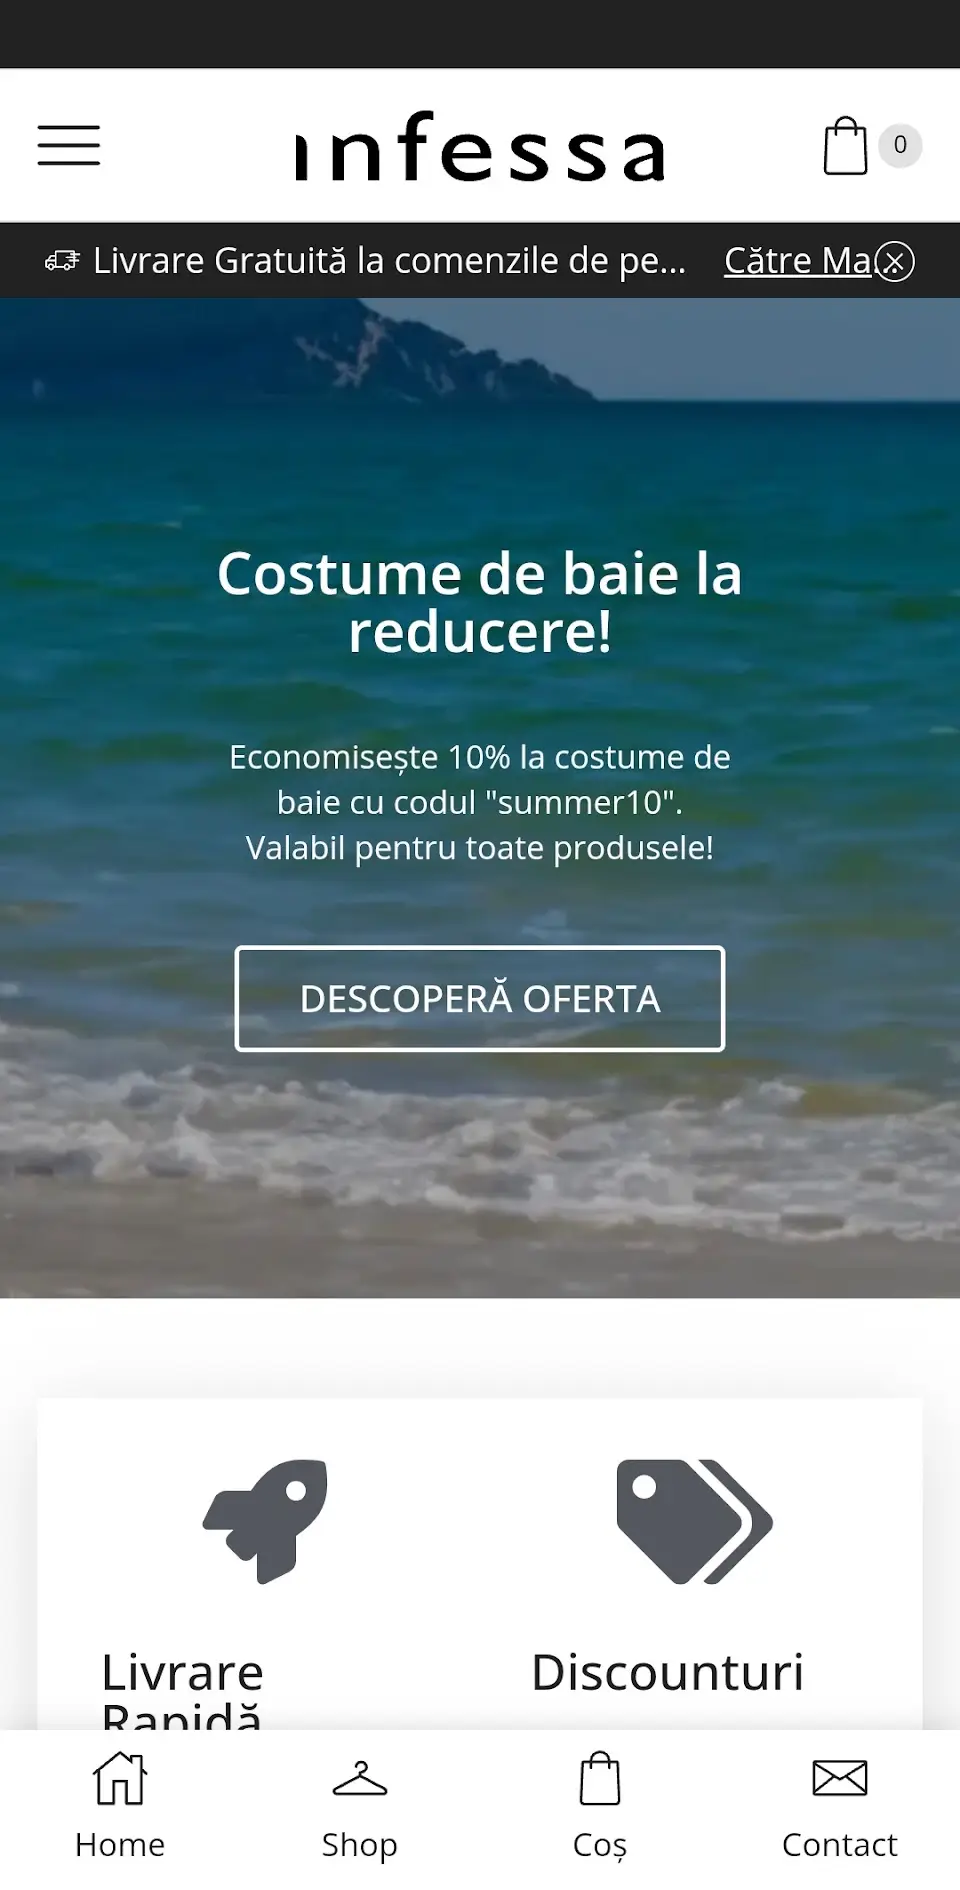 infessa
0
Livrare Gratuită la comenzile de pe...
Către Ma...
Costume de baie la
reducere!
Economisește 10% la costume de
baie cu codul "summer10".
Valabil pentru toate produsele!
DESCOPERĂ OFERTA
Livrare
Rapidă
Discounturi
Home
Shop
Coș
Contact